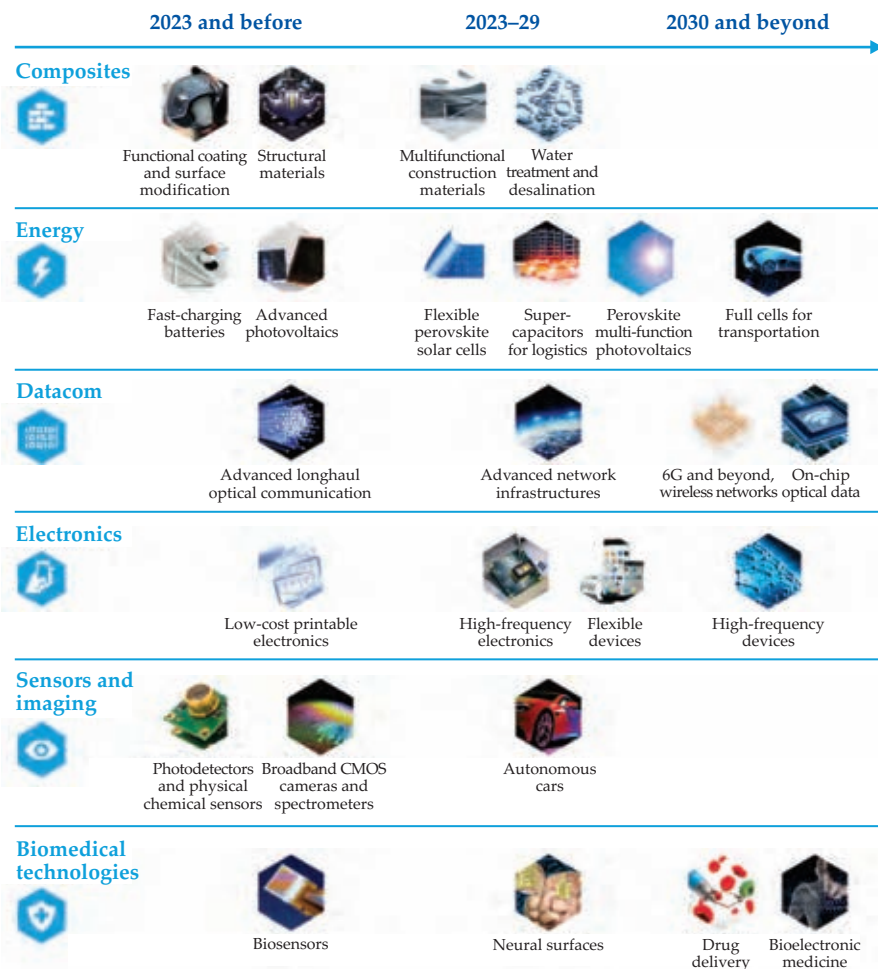 2023 and before 2023–29 2030 and beyond
Composites
Functional coating
and surface
modification
Structural
materials
Multifunctional
construction
materials
Water
treatment and
desalination
Energy
Fast-charging
batteries
Advanced
photovoltaics
Flexible
perovskite
solar cells
Super-
capacitors
for logistics
Perovskite
multi-function
photovoltaics
Full cells for
transportation
Datacom
Advanced longhaul
optical communication
Advanced network
infrastructures
6G and beyond,
wireless networks
On-chip
optical data
Electronics
Low-cost printable
electronics
High-frequency
electronics
Flexible
devices
High-frequency
devices
Sensors and
imaging
Photodetectors
and physical
chemical sensors
Broadband CMOS
cameras and
spectrometers
Autonomous
cars
Biomedical
technologies
Biosensors
Neural surfaces
Drug
delivery
Bioelectronic
medicine